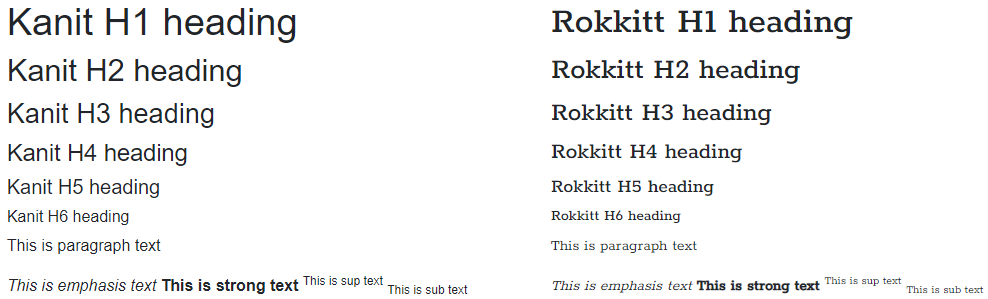 Kanit H1 heading
Kanit H2 heading
Kanit H3 heading
Kanit H4 heading
Kanit H5 heading
Kanit H6 heading
This is paragraph text
This is emphasis text This is strong text This is sup text This is sub text
Rokkitt H1 heading
Rokkitt H2 heading
Rokkitt H3 heading
Rokkitt H4 heading
Rokkitt H5 heading
Rokkitt H6 heading
This is paragraph text
This is emphasis text This is strong text This is sup text This is sub text